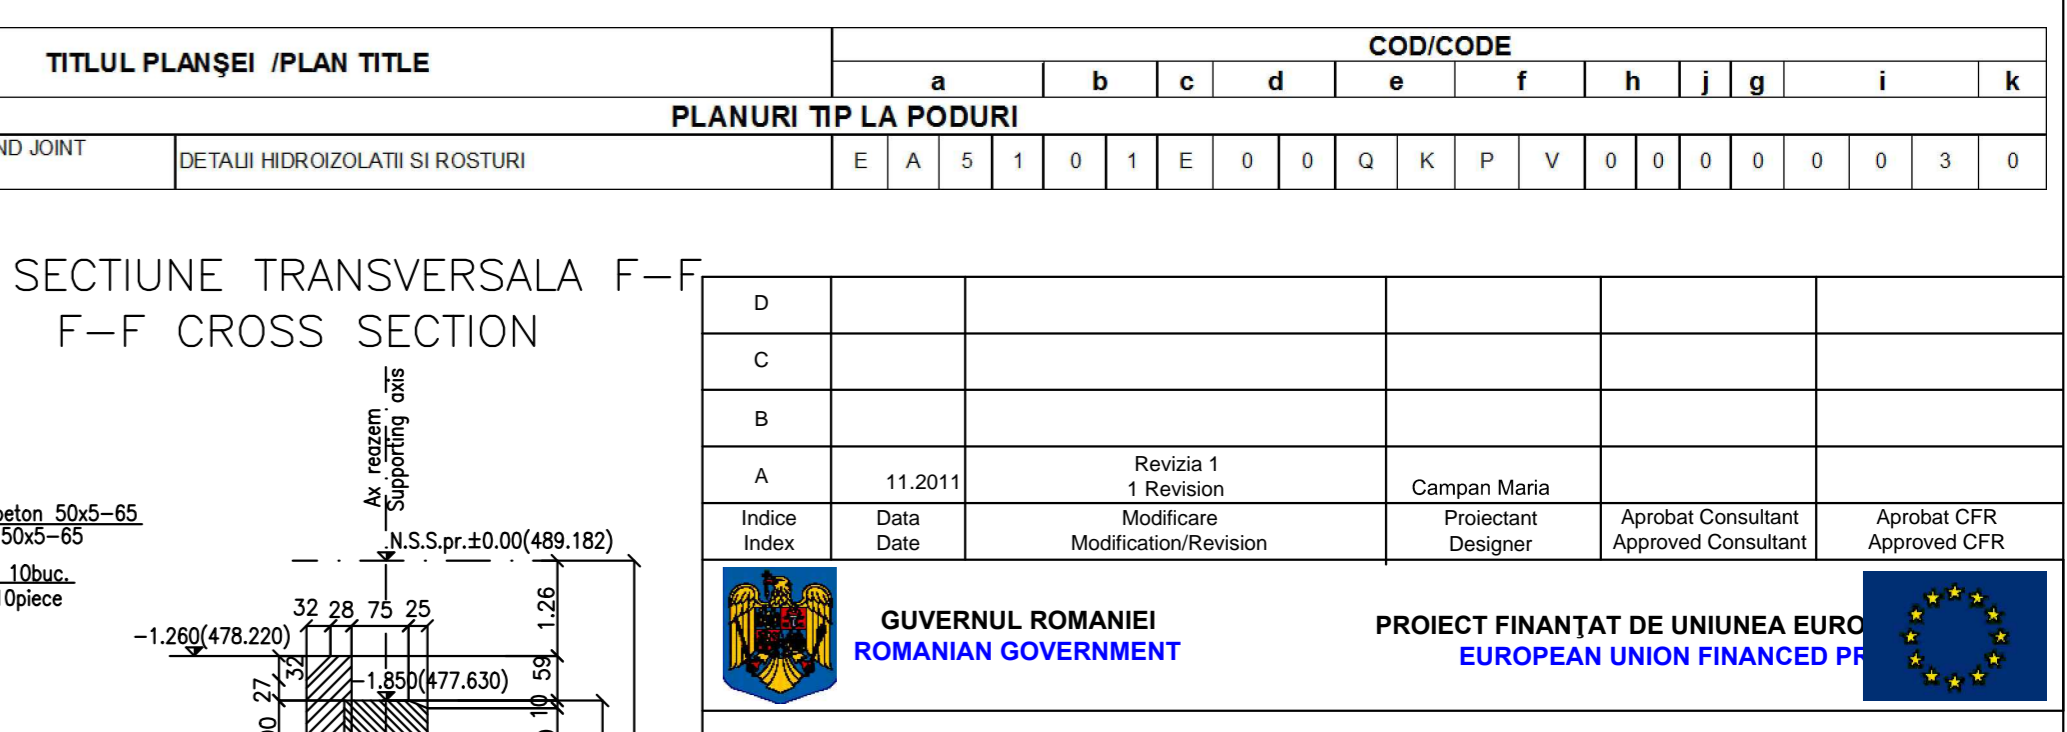 TITLUL PLANŞEI /PLAN TITLE
COD/CODE
a b c d e f h j g i k
PLANURI TIP LA PODURI
ND JOINT
DETALII HIDROIZOLATII SI ROSTURI
E A 5 1 0 1 E 0 0 Q K P V 0 0 0 0 0 0 3 0
SECTIUNE TRANSVERSALA F-F
F-F CROSS SECTION
Ax reazem
Supporting axis
beton 50x5-65
50x5-65
10buc.
10piece
N.S.S.pr.±0.00(489.182)
32 28 75 25
1.26
-1.260(478.220)
32
59
27
-1.850(477.630)
10
D
C
B
A
11.2011
Revizia 1
1 Revision
Campan Maria
Indice
Index
Data
Date
Modificare
Modification/Revision
Proiectant
Designer
Aprobat Consultant
Approved Consultant
Aprobat CFR
Approved CFR
GUVERNUL ROMANIEI
ROMANIAN GOVERNMENT
PROIECT FINANŢAT DE UNIUNEA EURO
EUROPEAN UNION FINANCED PR